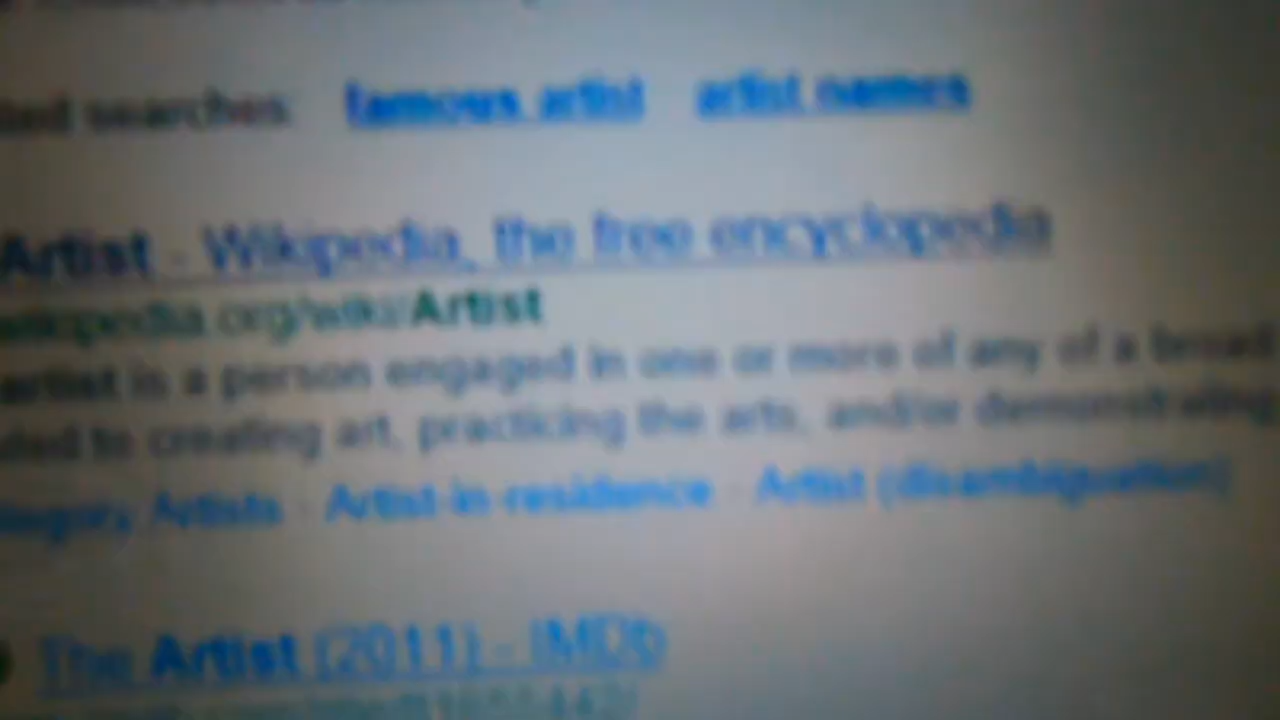 searches famous artist artist names
Artist - Wikipedia, the free encyclopedia
wikipedia.org/wiki/Artist
artist is a person engaged in one or more of any of a broad
to creating art, practicing the arts, and/or demonstrating
Artists Artist-in-residence Artist (disambiguation)
The Artist (2011) - IMDb